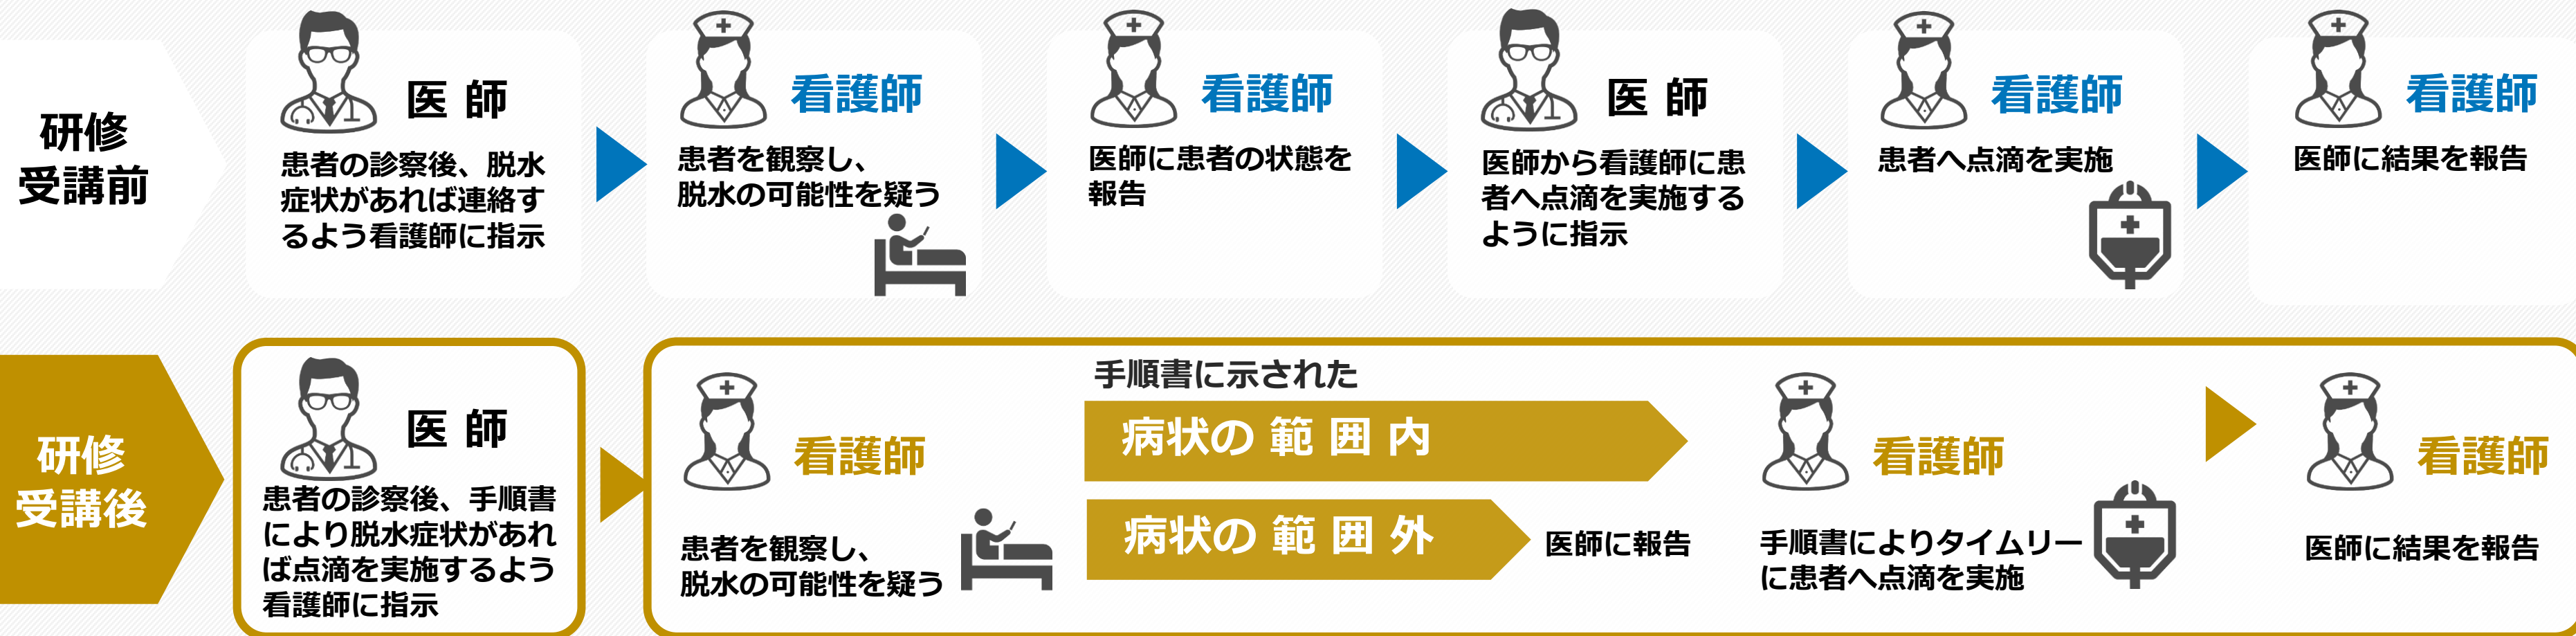 研修
受講前
医 師
患者の診察後、脱水
症状があれば連絡す
るよう看護師に指示
看護師
患者を観察し、
脱水の可能性を疑う
看護師
医師に患者の状態を
報告
医 師
医師から看護師に患
者へ点滴を実施する
ように指示
看護師
患者へ点滴を実施
看護師
医師に結果を報告
研修
受講後
医 師
患者の診察後、手順書
により脱水症状があれ
ば点滴を実施するよう
看護師に指示
看護師
患者を観察し、
脱水の可能性を疑う
手順書に示された
病状の 範 囲 内
病状の 範 囲 外
医師に報告
看護師
手順書によりタイムリー
に患者へ点滴を実施
看護師
医師に結果を報告